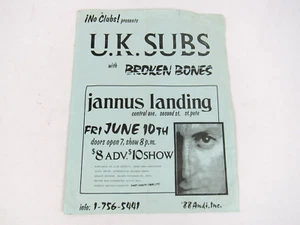 ¡No Clubs! presents
U.K. SUBS
with BROKEN BONES
jannus landing
central ave. second st. st.pete
FRI JUNE 10TH
doors open 7, show 8 p.m.
$8 ADV. $10 SHOW
info: 1-756-5441
'88 Andi, Inc.